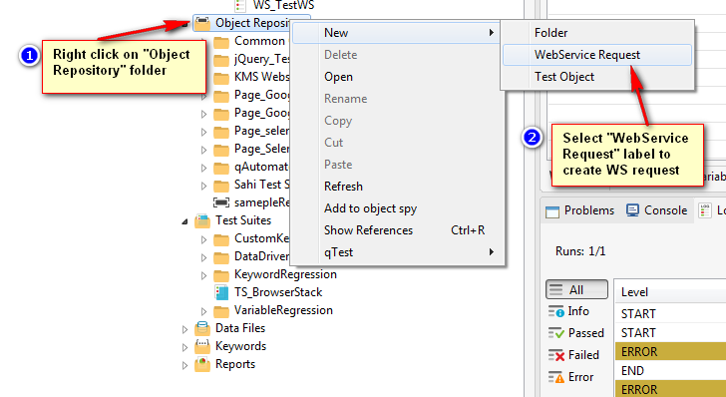 WS_TestWS
Object Reposit
1
Right click on "Object
Repository" folder
Common
jQuery_Tes
KMS Webs
Page_Goog
Page_Goog
Page_selen
Page_Selen
qAutomat
Sahi Test S
samepleRe
Test Suites
CustomKe
DataDriven
KeywordRegression
TS_BrowserStack
VariableRegression
Data Files
Keywords
Reports
New
Delete
Open
Rename
Copy
Cut
Paste
Refresh
Add to object spy
Show References Ctrl+R
qTest
Folder
WebService Request
Test Object
2
Select "WebService
Request" label to
create WS request
Problems Console Lo
Runs: 1/1
All
Info
Passed
Failed
Error
Level
START
START
ERROR
END
ERROR